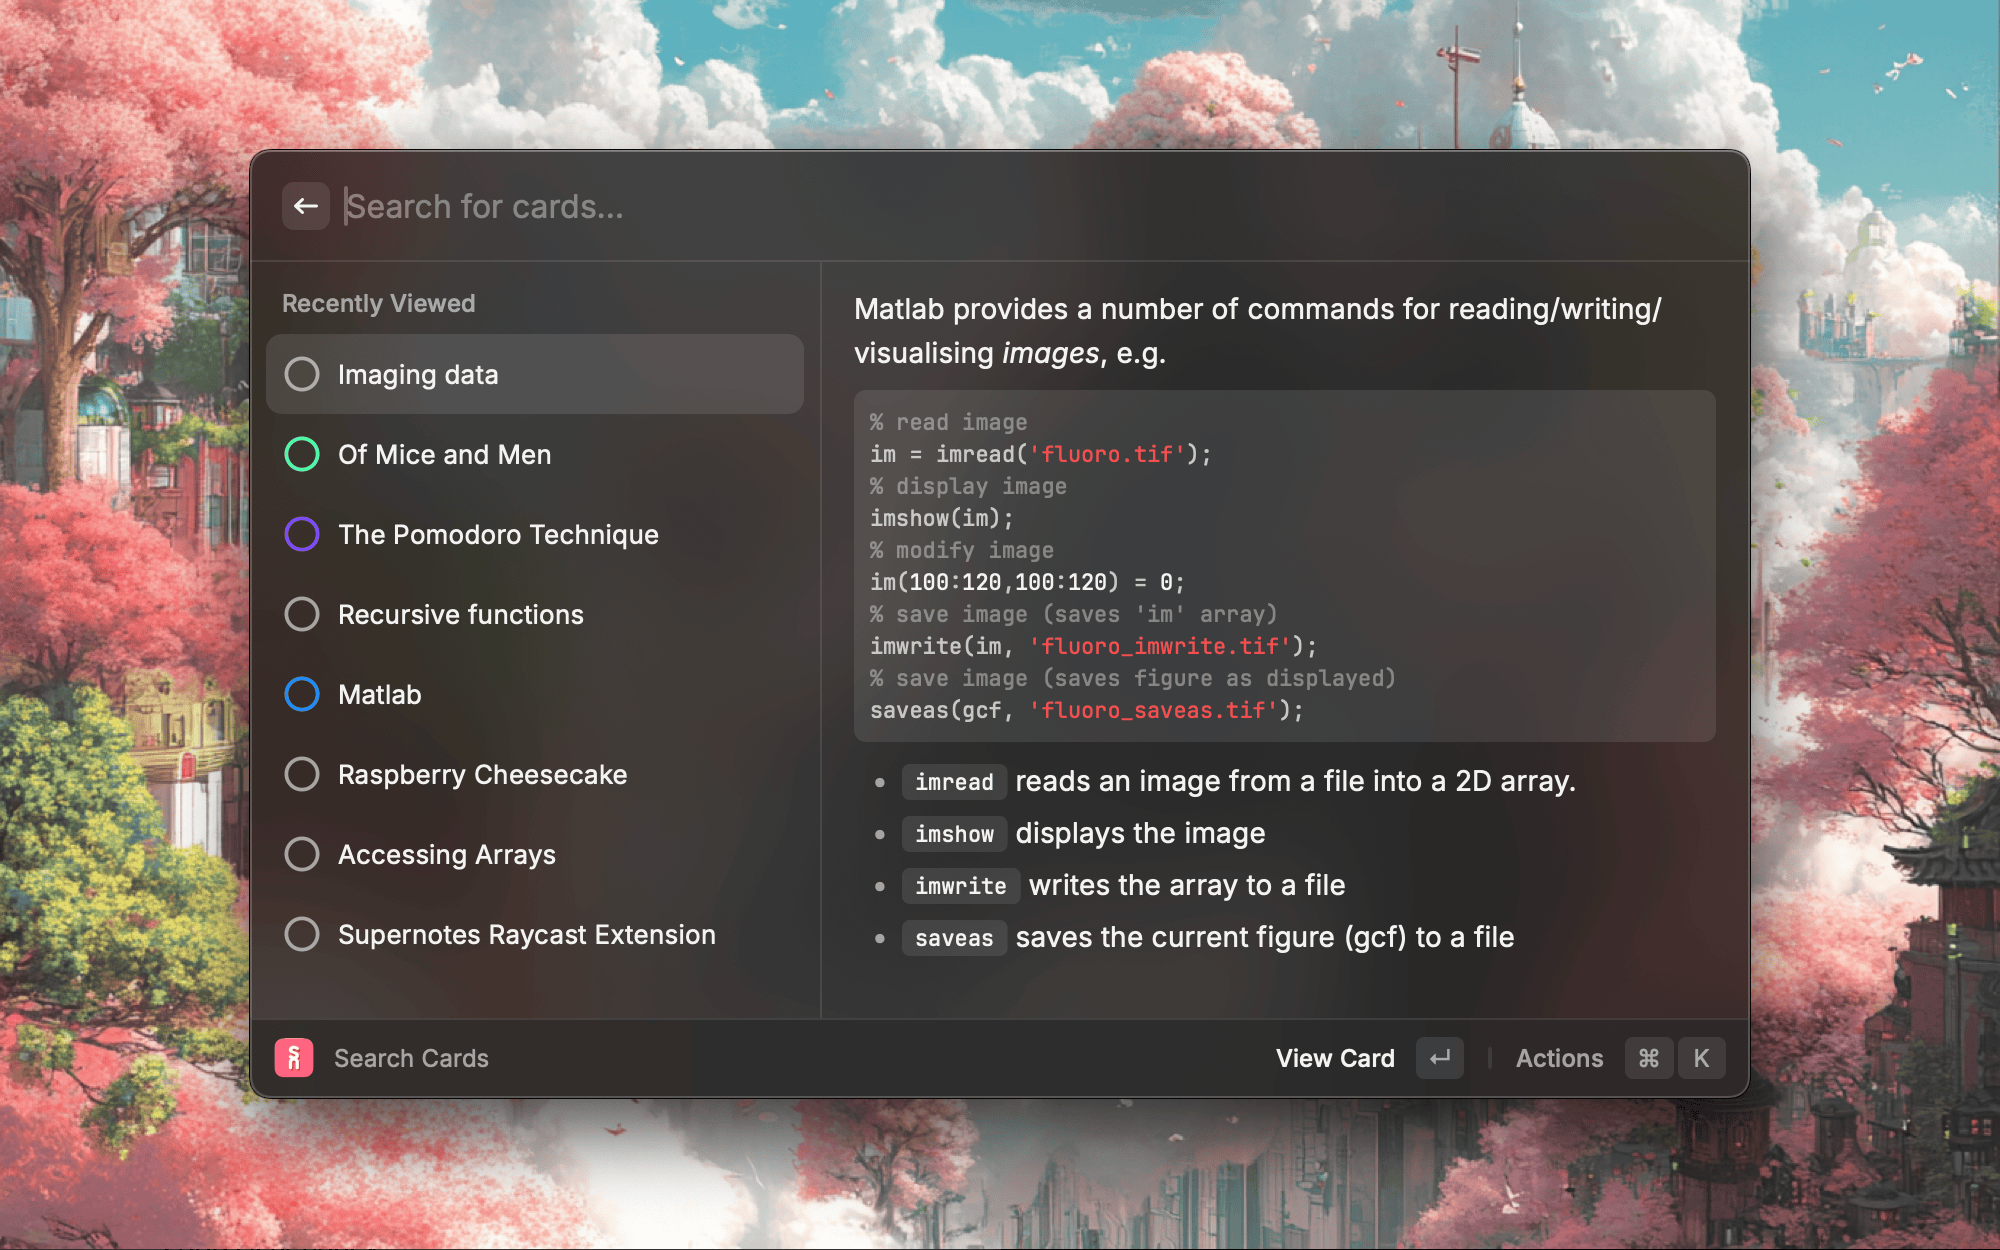 Search for cards...
Recently Viewed
Imaging data
Of Mice and Men
The Pomodoro Technique
Recursive functions
Matlab
Raspberry Cheesecake
Accessing Arrays
Supernotes Raycast Extension
Matlab provides a number of commands for reading/writing/
visualising images, e.g.
% read image
im = imread('fluoro.tif');
% display image
imshow(im);
% modify image
im(100:120,100:120) = 0;
% save image (saves 'im' array)
imwrite(im, 'fluoro_imwrite.tif');
% save image (saves figure as displayed)
saveas(gcf, 'fluoro_saveas.tif');
• imread reads an image from a file into a 2D array.
• imshow displays the image
• imwrite writes the array to a file
• saveas saves the current figure (gcf) to a file
Search Cards
View Card ↵ | Actions ⌘ K